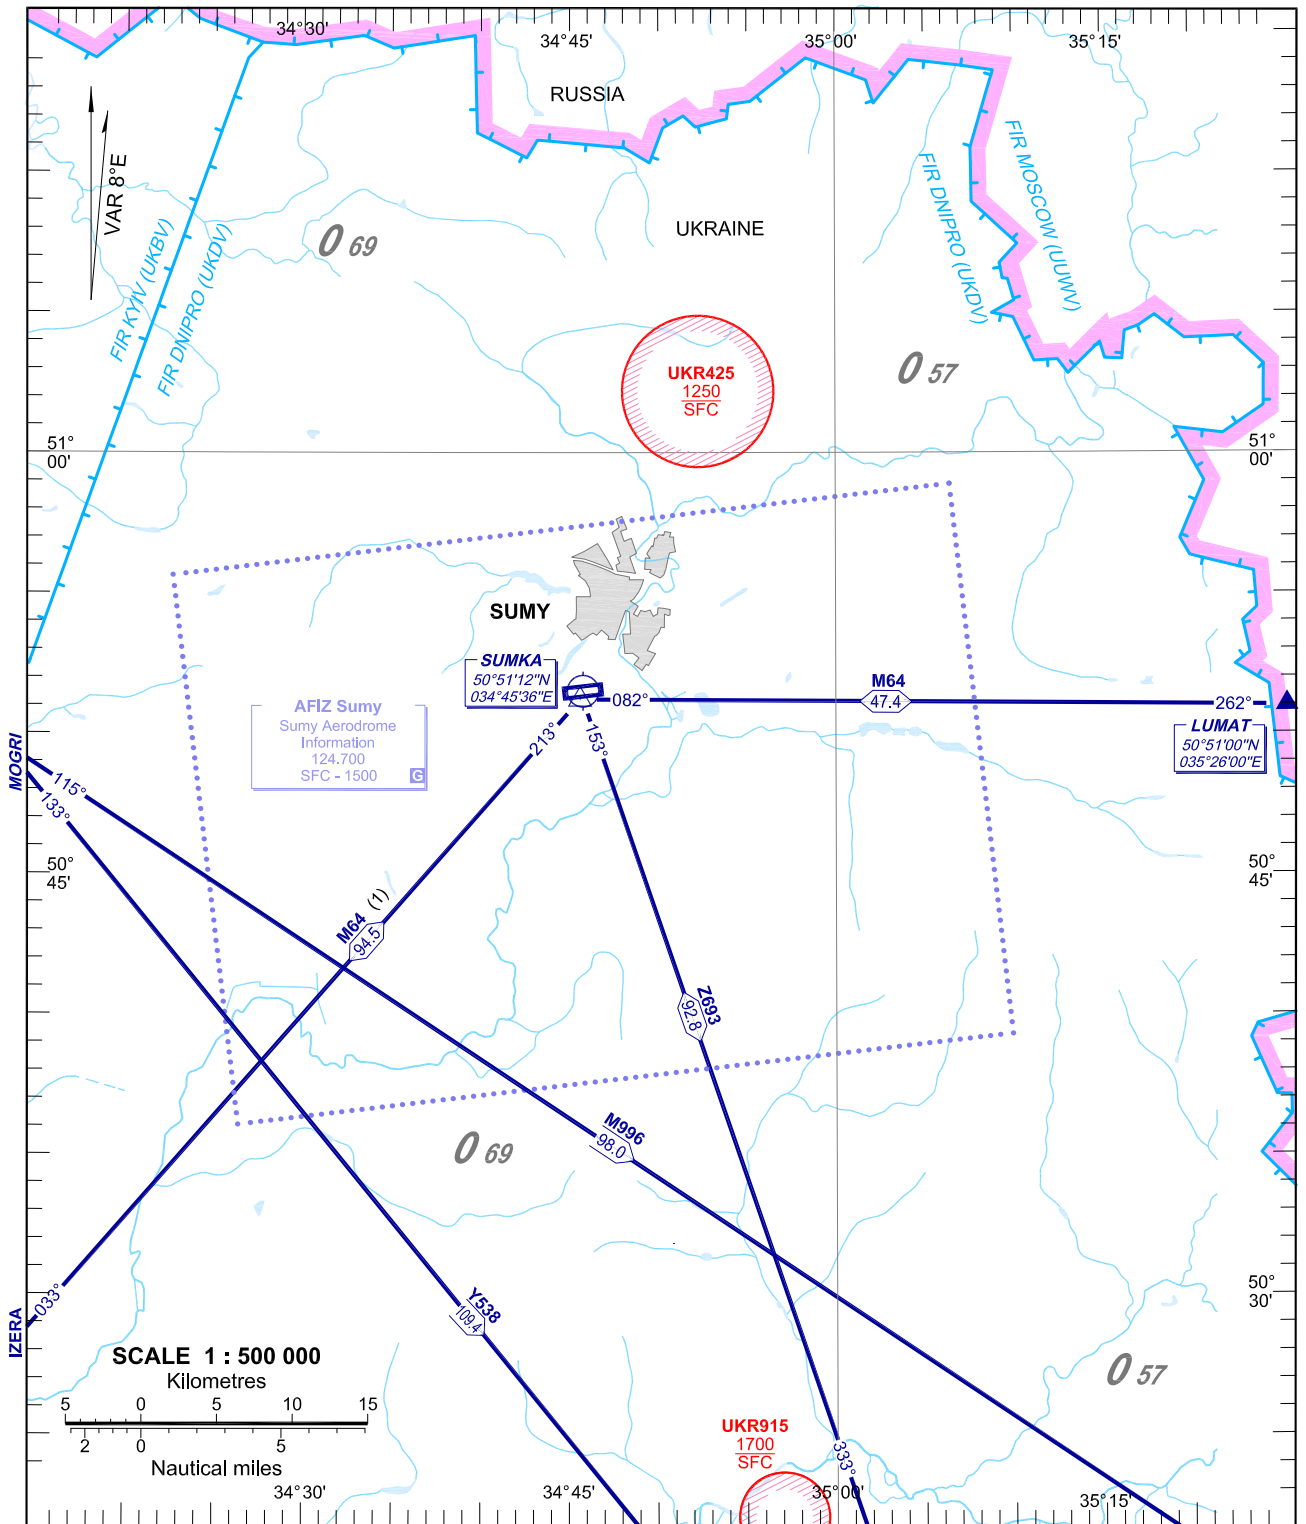 34°30'
34°45'
35°00'
35°15'
RUSSIA
VAR 8°E
UKRAINE
FIR KYIV (UKBV)
FIR DNIPRO (UKDV)
FIR DNIPRO (UKDV)
FIR MOSCOW (UUWV)
0 69
0 57
UKR425
1250
SFC
51°
00'
51°
00'
SUMY
SUMKA
50°51'12"N
034°45'36"E
082°
M64
47.4
262°
LUMAT
50°51'00"N
035°26'00"E
213°
153°
AFIZ Sumy
Sumy Aerodrome
Information
124.700
SFC - 1500
G
MOGRI
115°
133°
50°
45'
50°
45'
M64 (1)
94.5
Z693
92.8
M996
98.0
0 69
Y538
109.4
033°
IZERA
50°
30'
0 57
SCALE 1 : 500 000
Kilometres
5 0 5 10 15
2 0 5
Nautical miles
UKR915
1700
SFC
333°
34°30'
34°45'
35°00'
35°15'